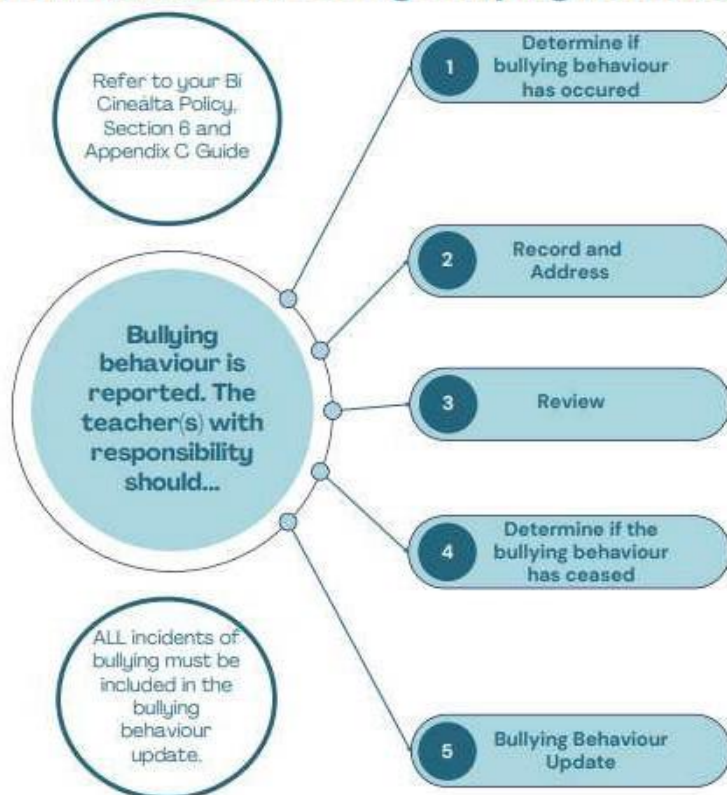 Refer to your Bí
Cineálta Policy,
Section 6 and
Appendix C Guide
Bullying
behaviour is
reported. The
teacher(s) with
responsibility
should...
ALL incidents of
bullying must be
included in the
bullying
behaviour
update.
1
Determine if
bullying behaviour
has occured
2
Record and
Address
3
Review
4
Determine if the
bullying behaviour
has ceased
5
Bullying Behaviour
Update